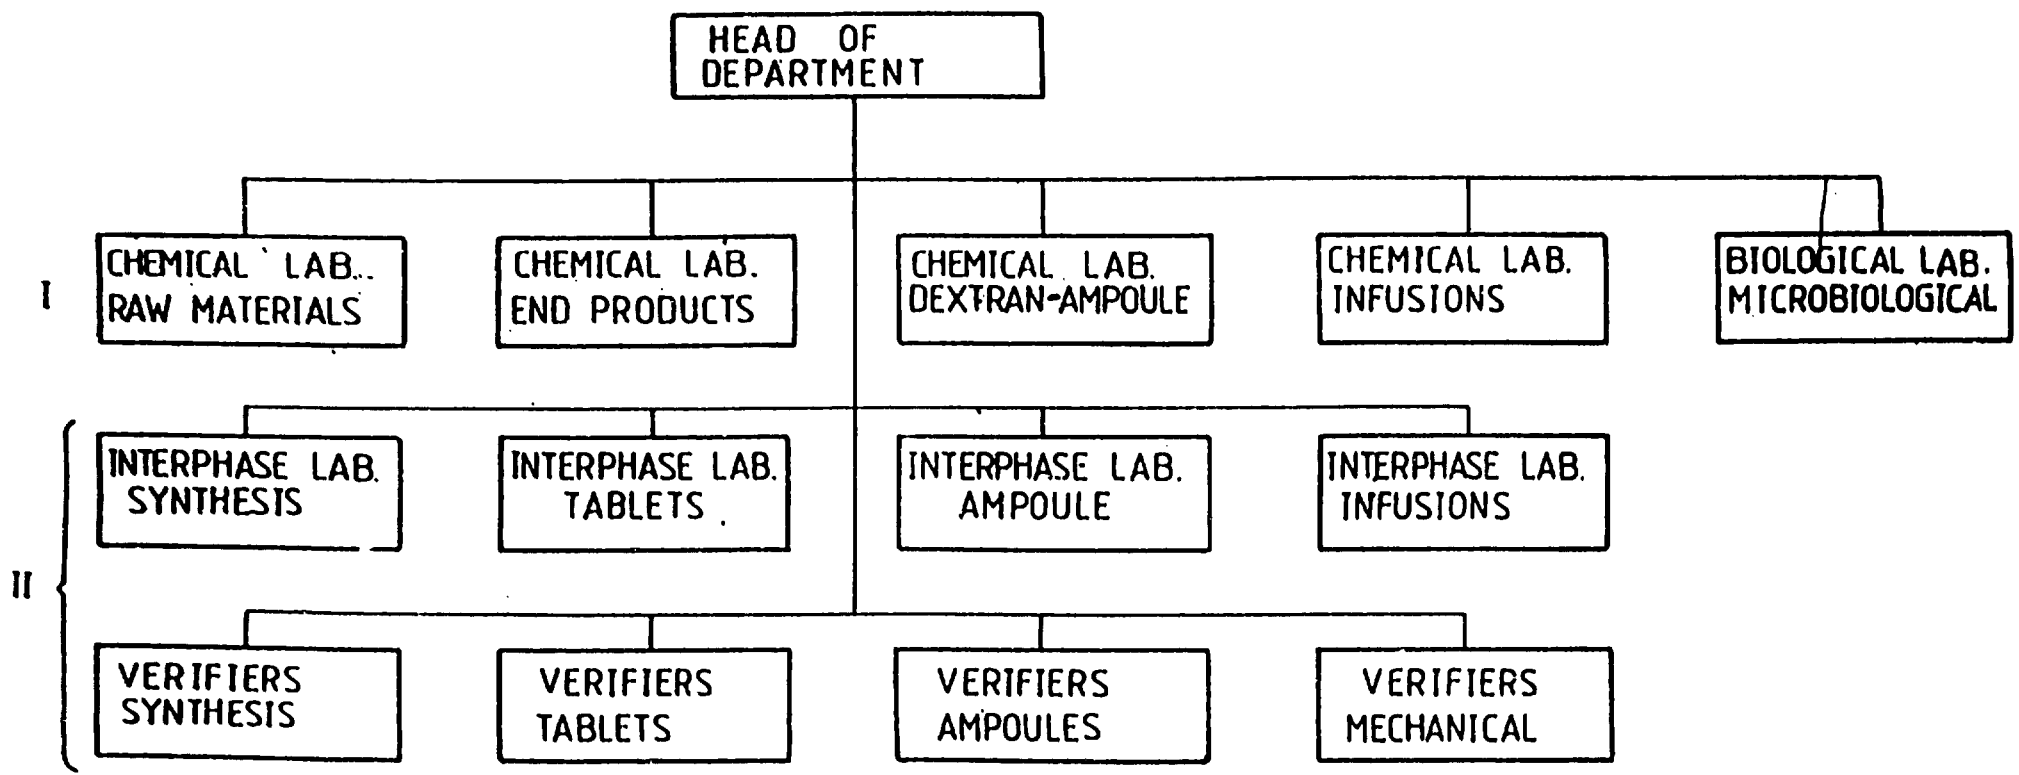 HEAD OF
DEPARTMENT
I
CHEMICAL LAB.
RAW MATERIALS
CHEMICAL LAB.
END PRODUCTS
CHEMICAL LAB.
DEXTRAN-AMPOULE
CHEMICAL LAB.
INFUSIONS
BIOLOGICAL LAB.
MICROBIOLOGICAL
II
INTERPHASE LAB.
SYNTHESIS
INTERPHASE LAB.
TABLETS
INTERPHASE LAB.
AMPOULE
INTERPHASE LAB.
INFUSIONS
VERIFIERS
SYNTHESIS
VERIFIERS
TABLETS
VERIFIERS
AMPOULES
VERIFIERS
MECHANICAL